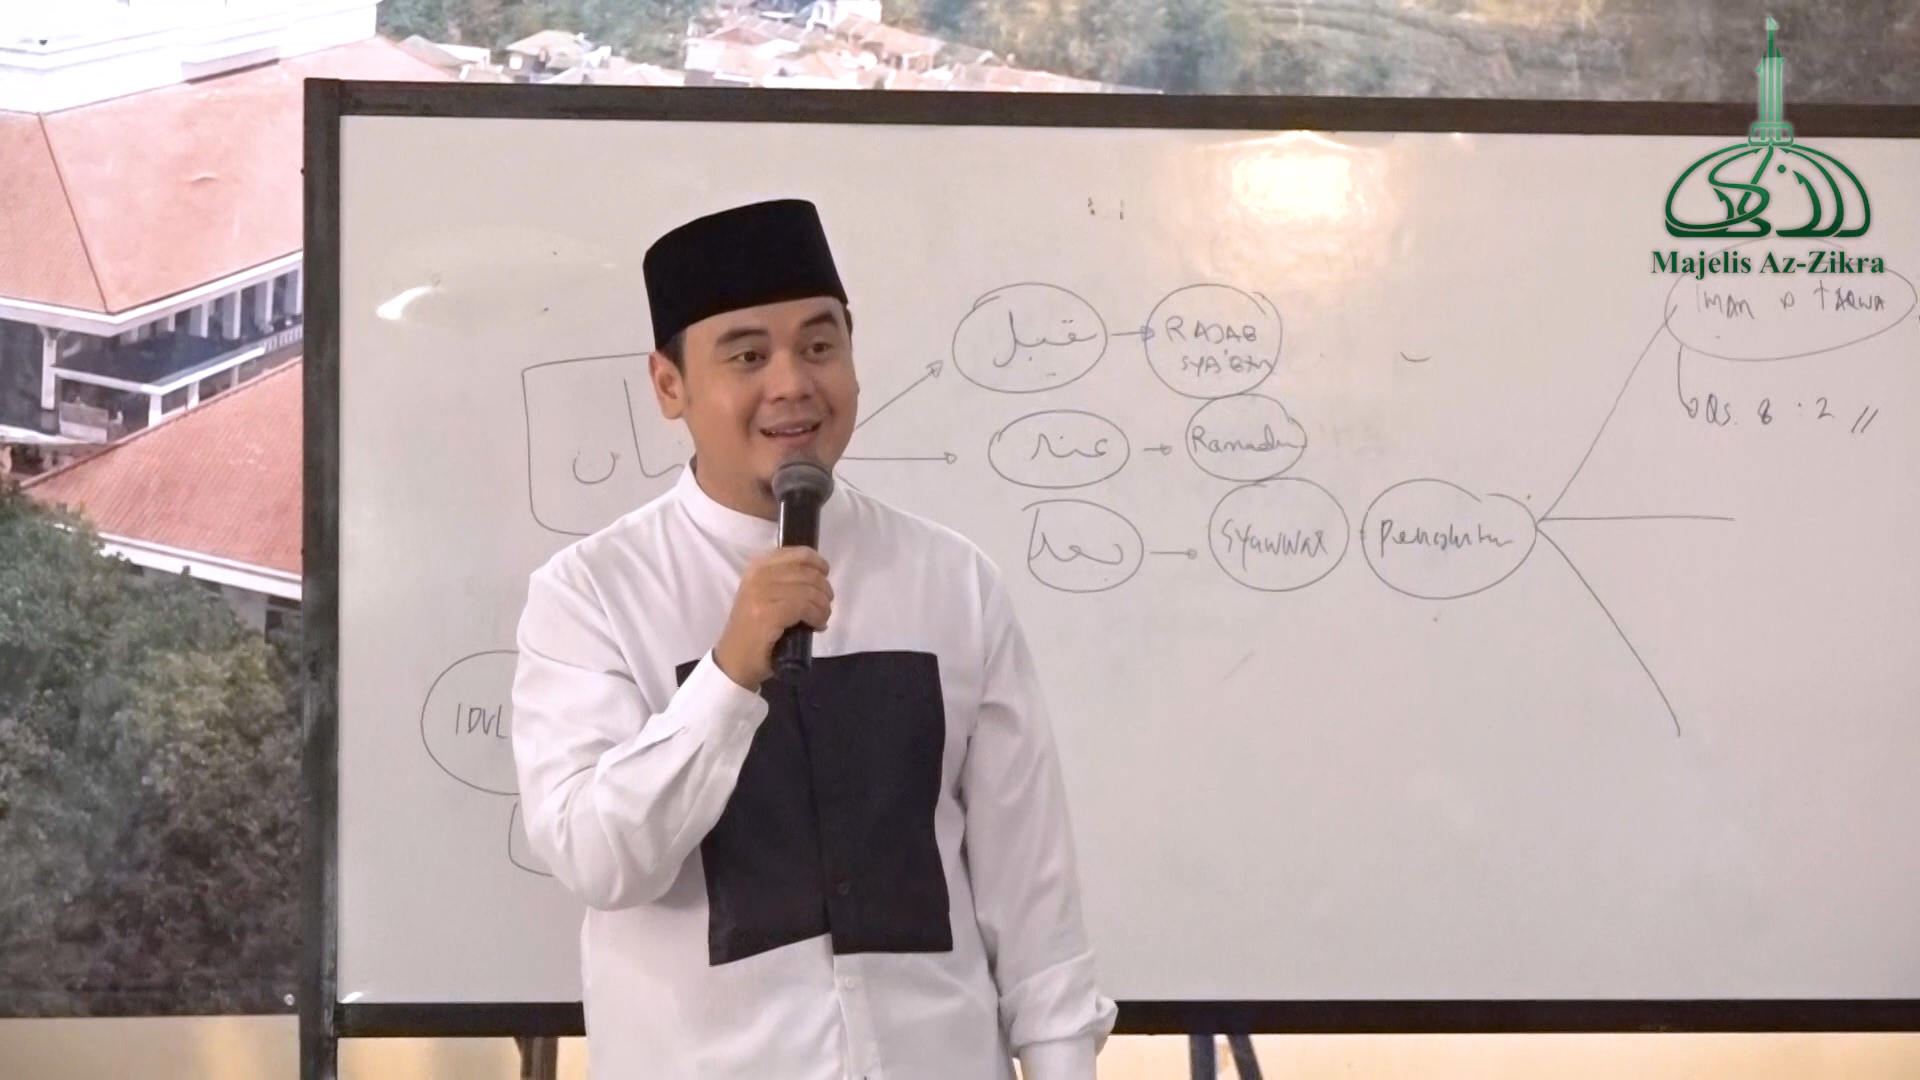 Majelis Az-Zikra
Iman & TAQWA
Qs. 8 : 2 //
قبل
RAJAB
SYA'BAN
عند
Ramadan
بعد
SYAWWAL
IDUL